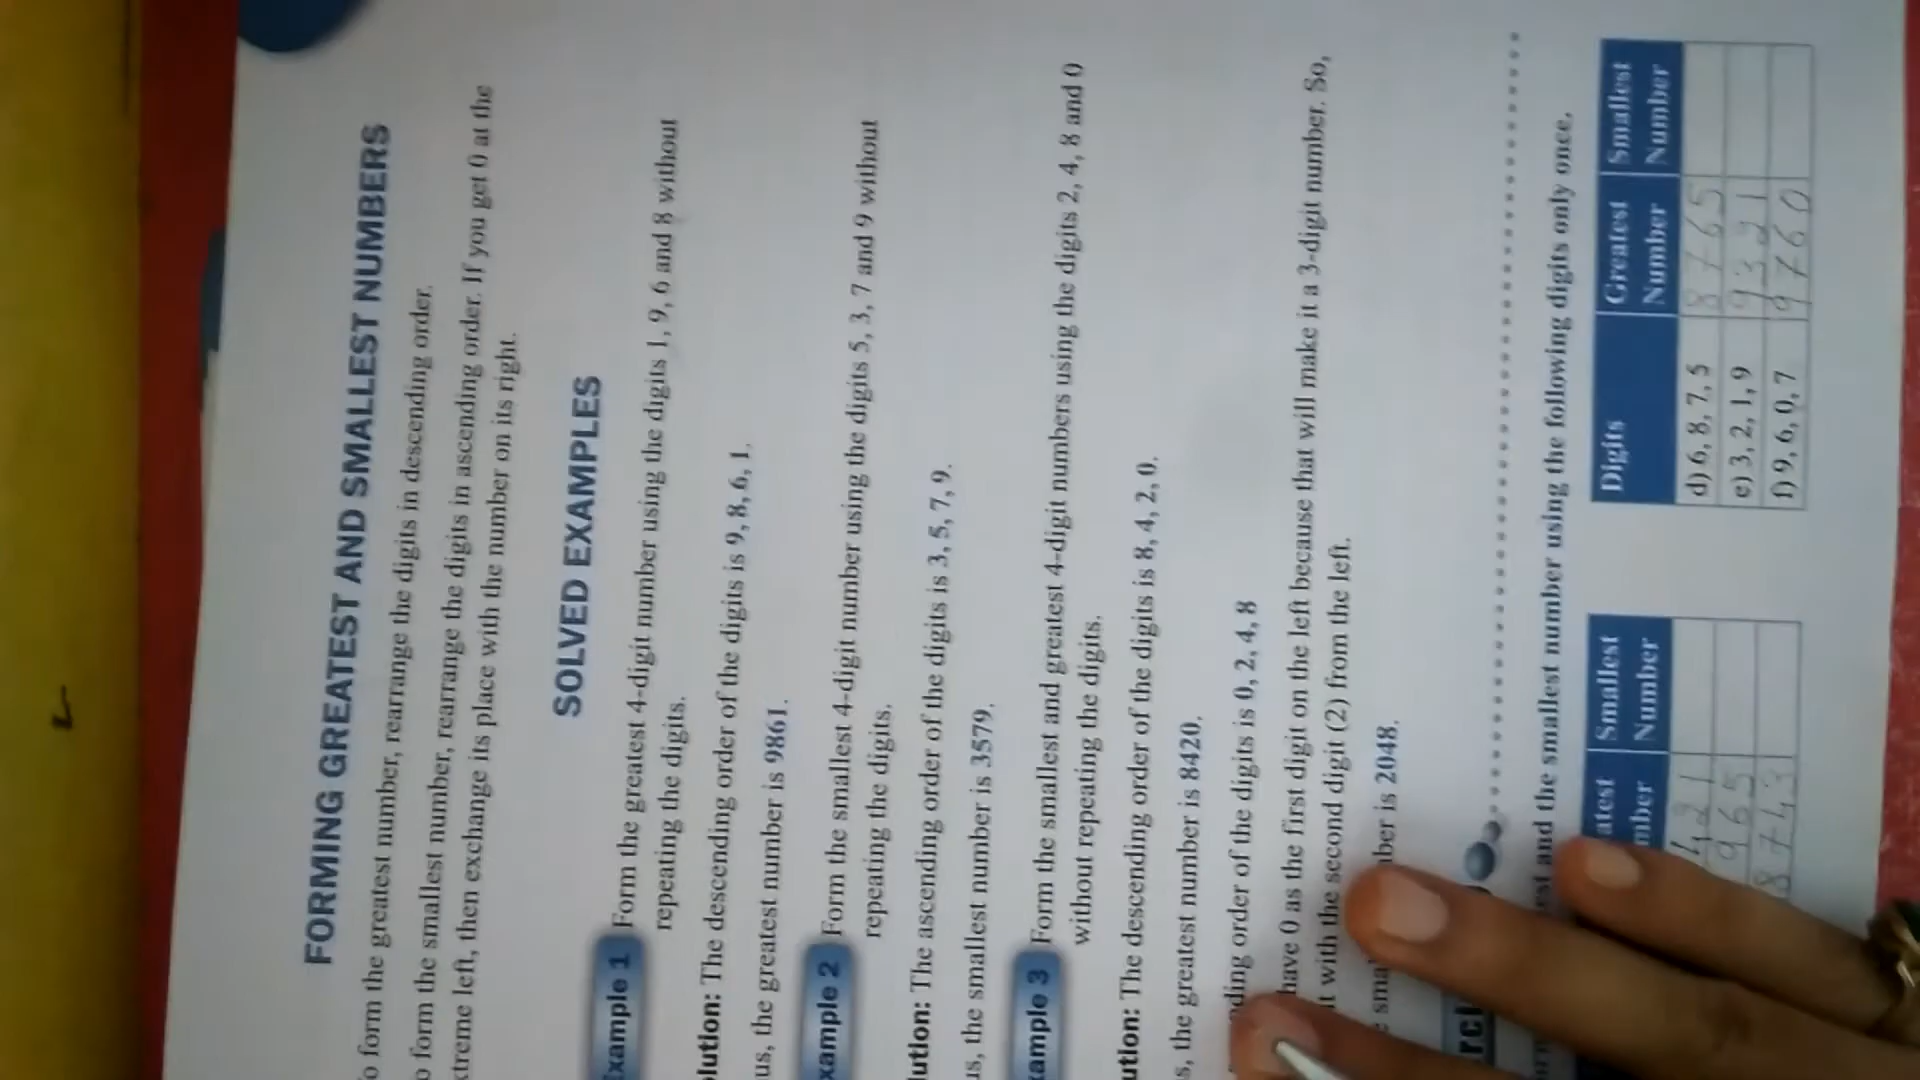 FORMING GREATEST AND SMALLEST NUMBERS
o form the greatest number, rearrange the digits in descending order.
o form the smallest number, rearrange the digits in ascending order. If you get 0 at the
xtreme left, then exchange its place with the number on its right.
SOLVED EXAMPLES
Example 1 Form the greatest 4-digit number using the digits 1, 9, 6 and 8 without
repeating the digits.
lution: The descending order of the digits is 9, 8, 6, 1.
us, the greatest number is 9861.
xample 2 Form the smallest 4-digit number using the digits 5, 3, 7 and 9 without
repeating the digits.
lution: The ascending order of the digits is 3, 5, 7, 9.
us, the smallest number is 3579.
ample 3 Form the smallest and greatest 4-digit numbers using the digits 2, 4, 8 and 0
without repeating the digits.
ution: The descending order of the digits is 8, 4, 2, 0.
s, the greatest number is 8420.
ding order of the digits is 0, 2, 4, 8
have 0 as the first digit on the left because that will make it a 3-digit number. So,
it with the second digit (2) from the left.
ber is 2048.
and the smallest number using the following digits only once.
atest Smallest Digits Greatest Smallest
mber Number Number Number
421 d) 6, 8, 7, 5 8765
965 e) 3, 2, 1, 9 9321
8743 f) 9, 6, 0, 7 9760